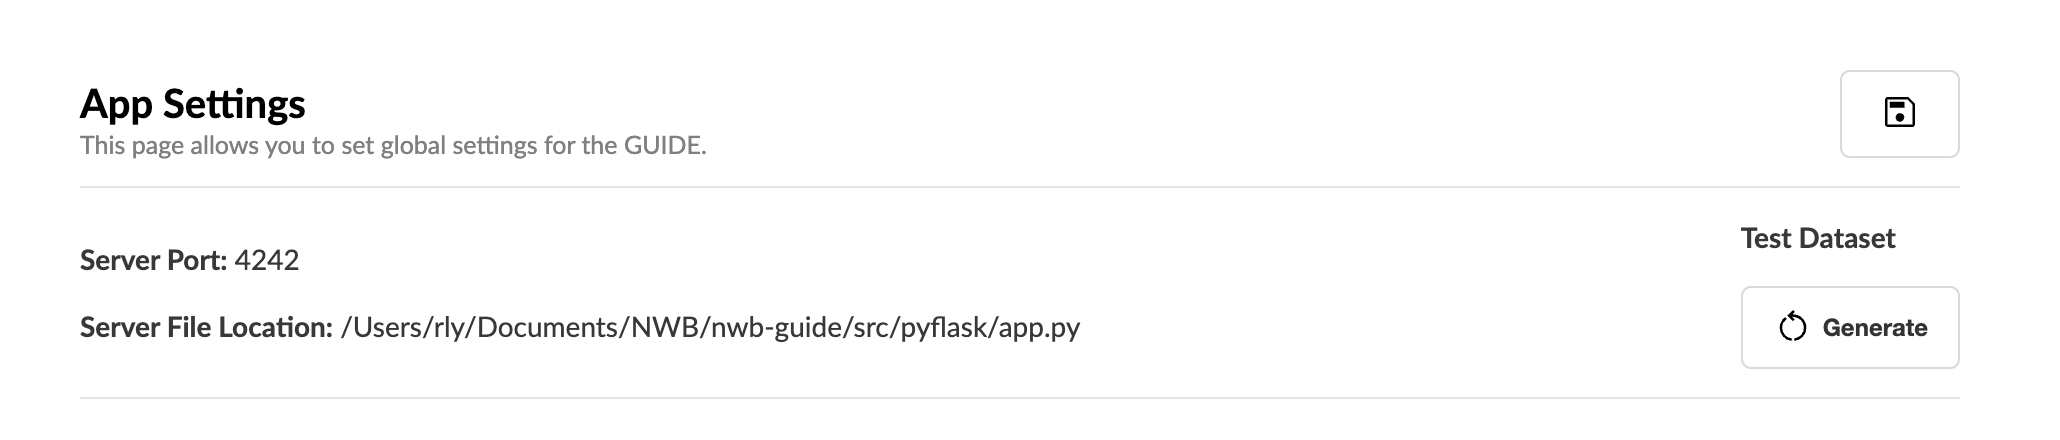 App Settings
This page allows you to set global settings for the GUIDE.
Server Port: 4242
Server File Location: /Users/rly/Documents/NWB/nwb-guide/src/pyflask/app.py
Test Dataset
Generate